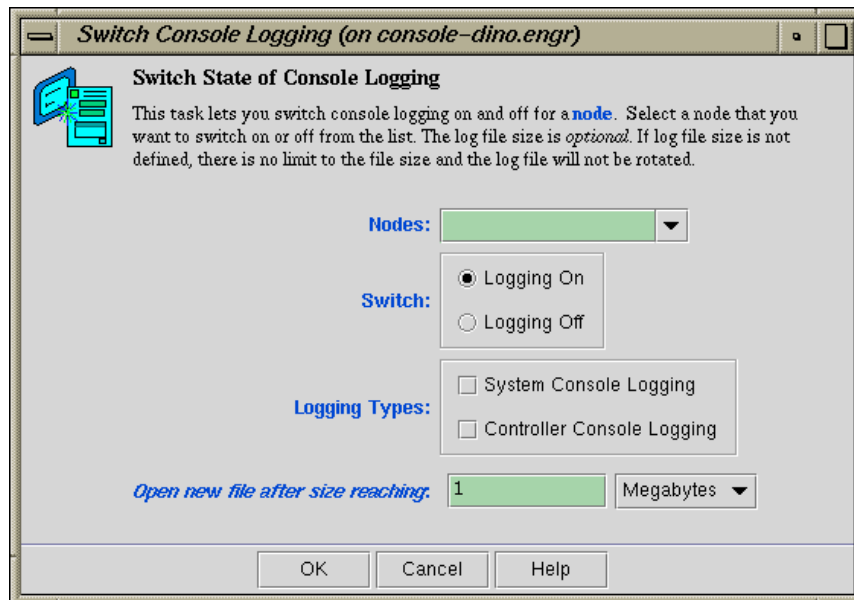 Switch Console Logging (on console-dino.engr)
Switch State of Console Logging
This task lets you switch console logging on and off for a node. Select a node that you
want to switch on or off from the list. The log file size is optional. If log file size is not
defined, there is no limit to the file size and the log file will not be rotated.
Nodes:
Switch:
Logging On
Logging Off
Logging Types:
System Console Logging
Controller Console Logging
Open new file after size reaching: 1 Megabytes
OK Cancel Help